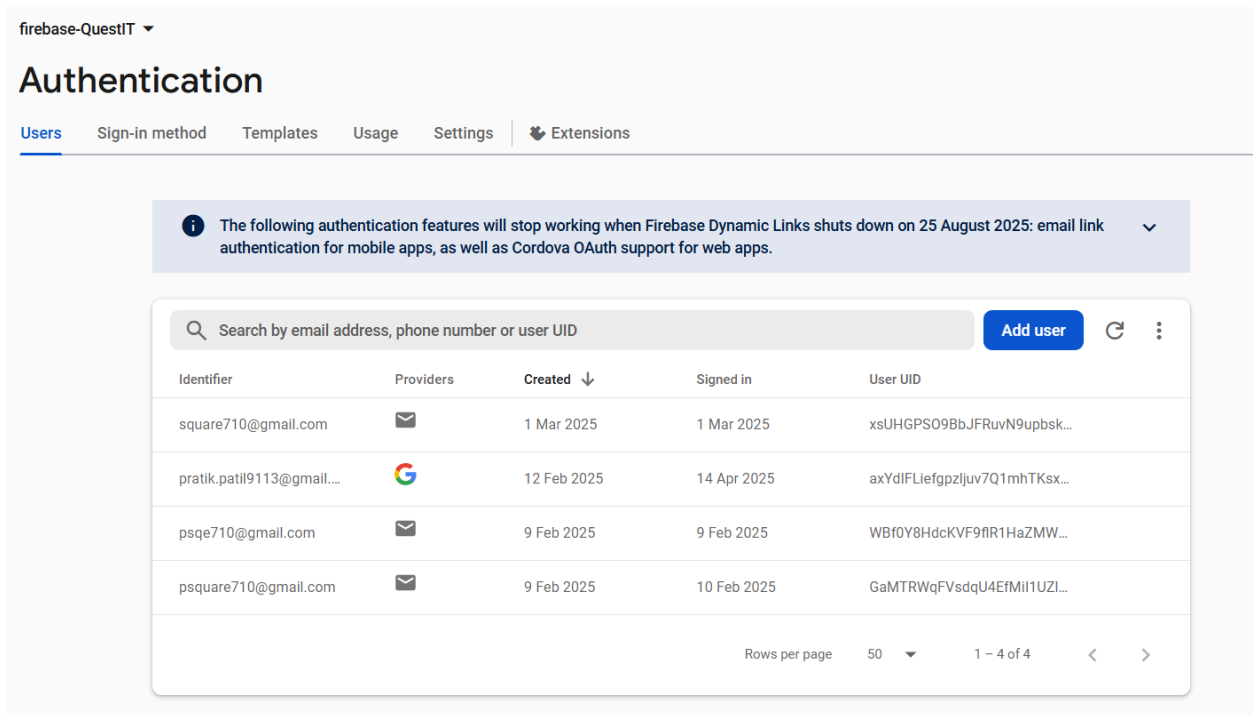 firebase-QuestIT
Authentication
Users Sign-in method Templates Usage Settings Extensions
The following authentication features will stop working when Firebase Dynamic Links shuts down on 25 August 2025: email link
authentication for mobile apps, as well as Cordova OAuth support for web apps.
Search by email address, phone number or user UID Add user
Identifier Providers Created Signed in User UID
square710@gmail.com 1 Mar 2025 1 Mar 2025 xsUHGPSO9BbJFRuvN9upbsk...
pratik.patil9113@gmail.... 12 Feb 2025 14 Apr 2025 axYdIFLiefgpzljuv7Q1mhTKsx...
psqe710@gmail.com 9 Feb 2025 9 Feb 2025 WBf0Y8HdcKVF9flR1HaZMW...
psquare710@gmail.com 9 Feb 2025 10 Feb 2025 GaMTRWqFVsdqU4EfMiI1UZI...
Rows per page 50 1 – 4 of 4